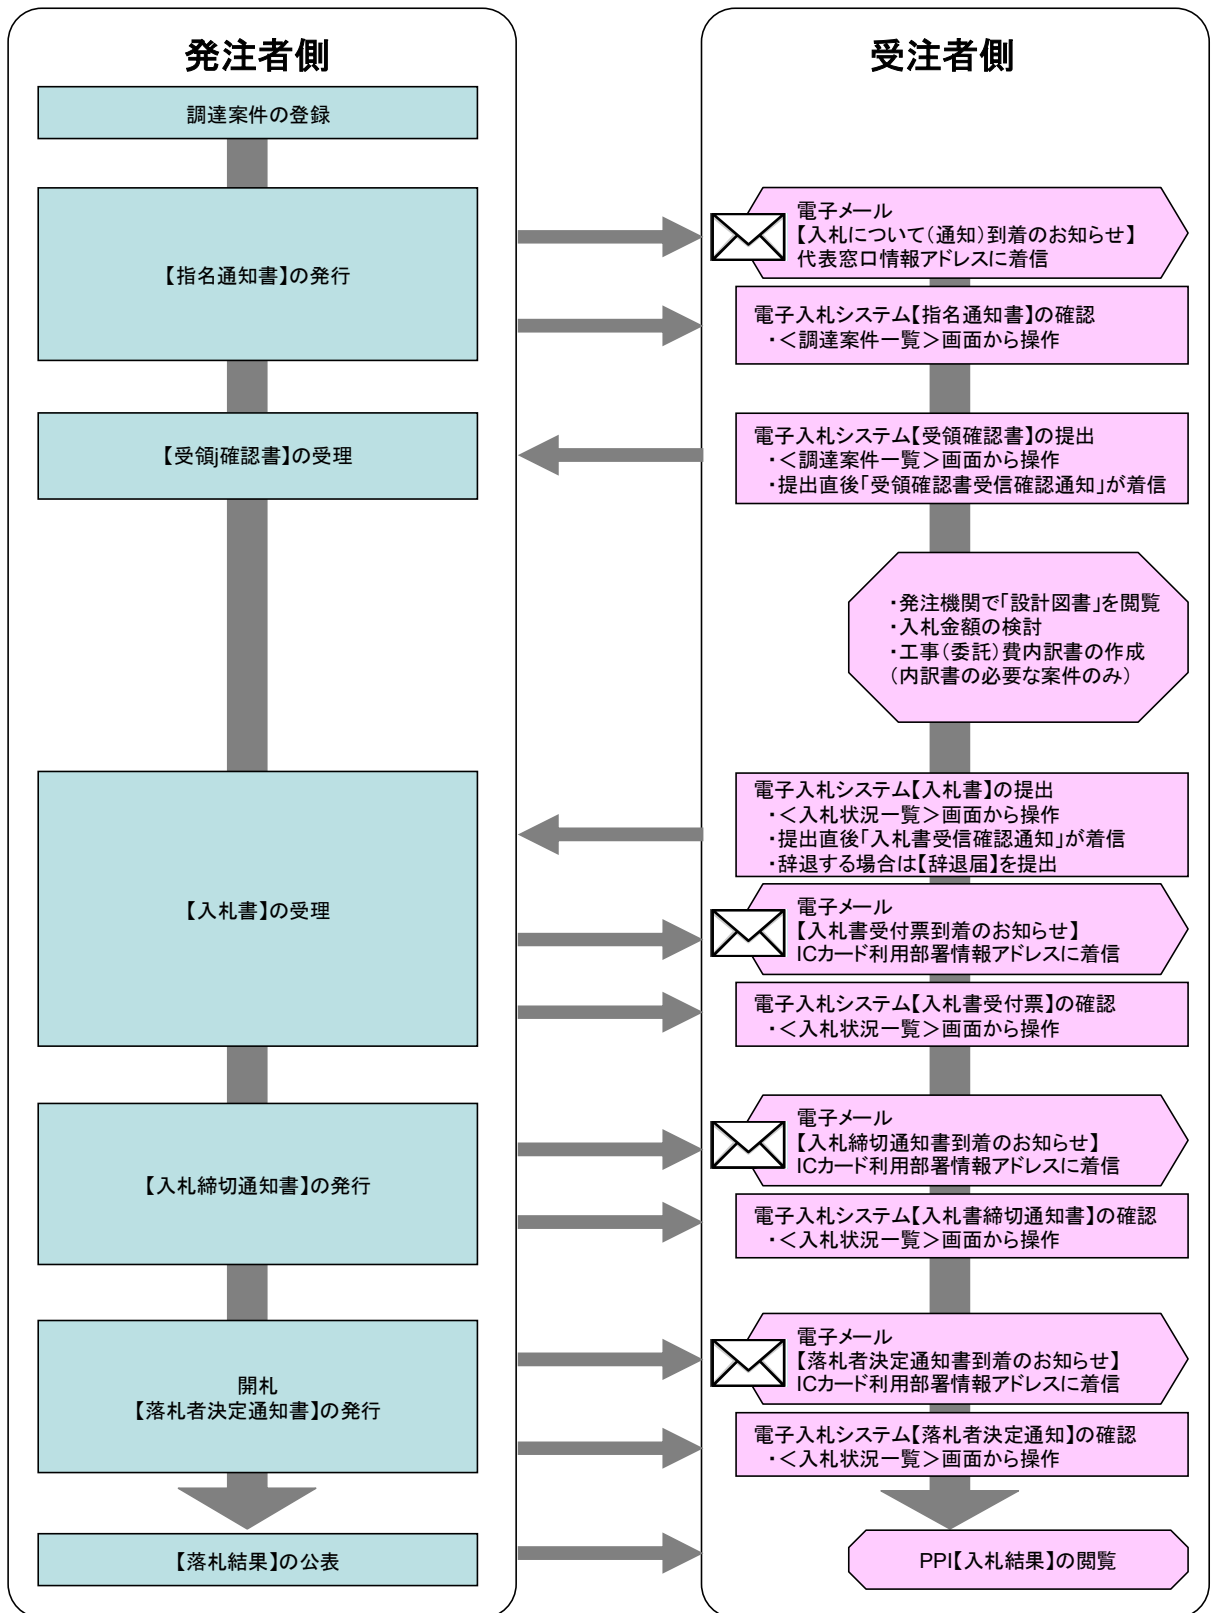 発注者側
受注者側
調達案件の登録
【指名通知書】の発行
電子メール
【入札について（通知）到着のお知らせ】
代表窓口情報アドレスに着信
電子入札システム【指名通知書】の確認
・＜調達案件一覧＞画面から操作
【受領j確認書】の受理
電子入札システム【受領確認書】の提出
・＜調達案件一覧＞画面から操作
・提出直後「受領確認書受信確認通知」が着信
・発注機関で「設計図書」を閲覧
・入札金額の検討
・工事（委託）費内訳書の作成
（内訳書の必要な案件のみ）
【入札書】の受理
電子入札システム【入札書】の提出
・＜入札状況一覧＞画面から操作
・提出直後「入札書受信確認通知」が着信
・辞退する場合は【辞退届】を提出
電子メール
【入札書受付票到着のお知らせ】
ICカード利用部署情報アドレスに着信
電子入札システム【入札書受付票】の確認
・＜入札状況一覧＞画面から操作
【入札締切通知書】の発行
電子メール
【入札締切通知書到着のお知らせ】
ICカード利用部署情報アドレスに着信
電子入札システム【入札書締切通知書】の確認
・＜入札状況一覧＞画面から操作
開札
【落札者決定通知書】の発行
電子メール
【落札者決定通知書到着のお知らせ】
ICカード利用部署情報アドレスに着信
電子入札システム【落札者決定通知】の確認
・＜入札状況一覧＞画面から操作
【落札結果】の公表
PPI【入札結果】の閲覧